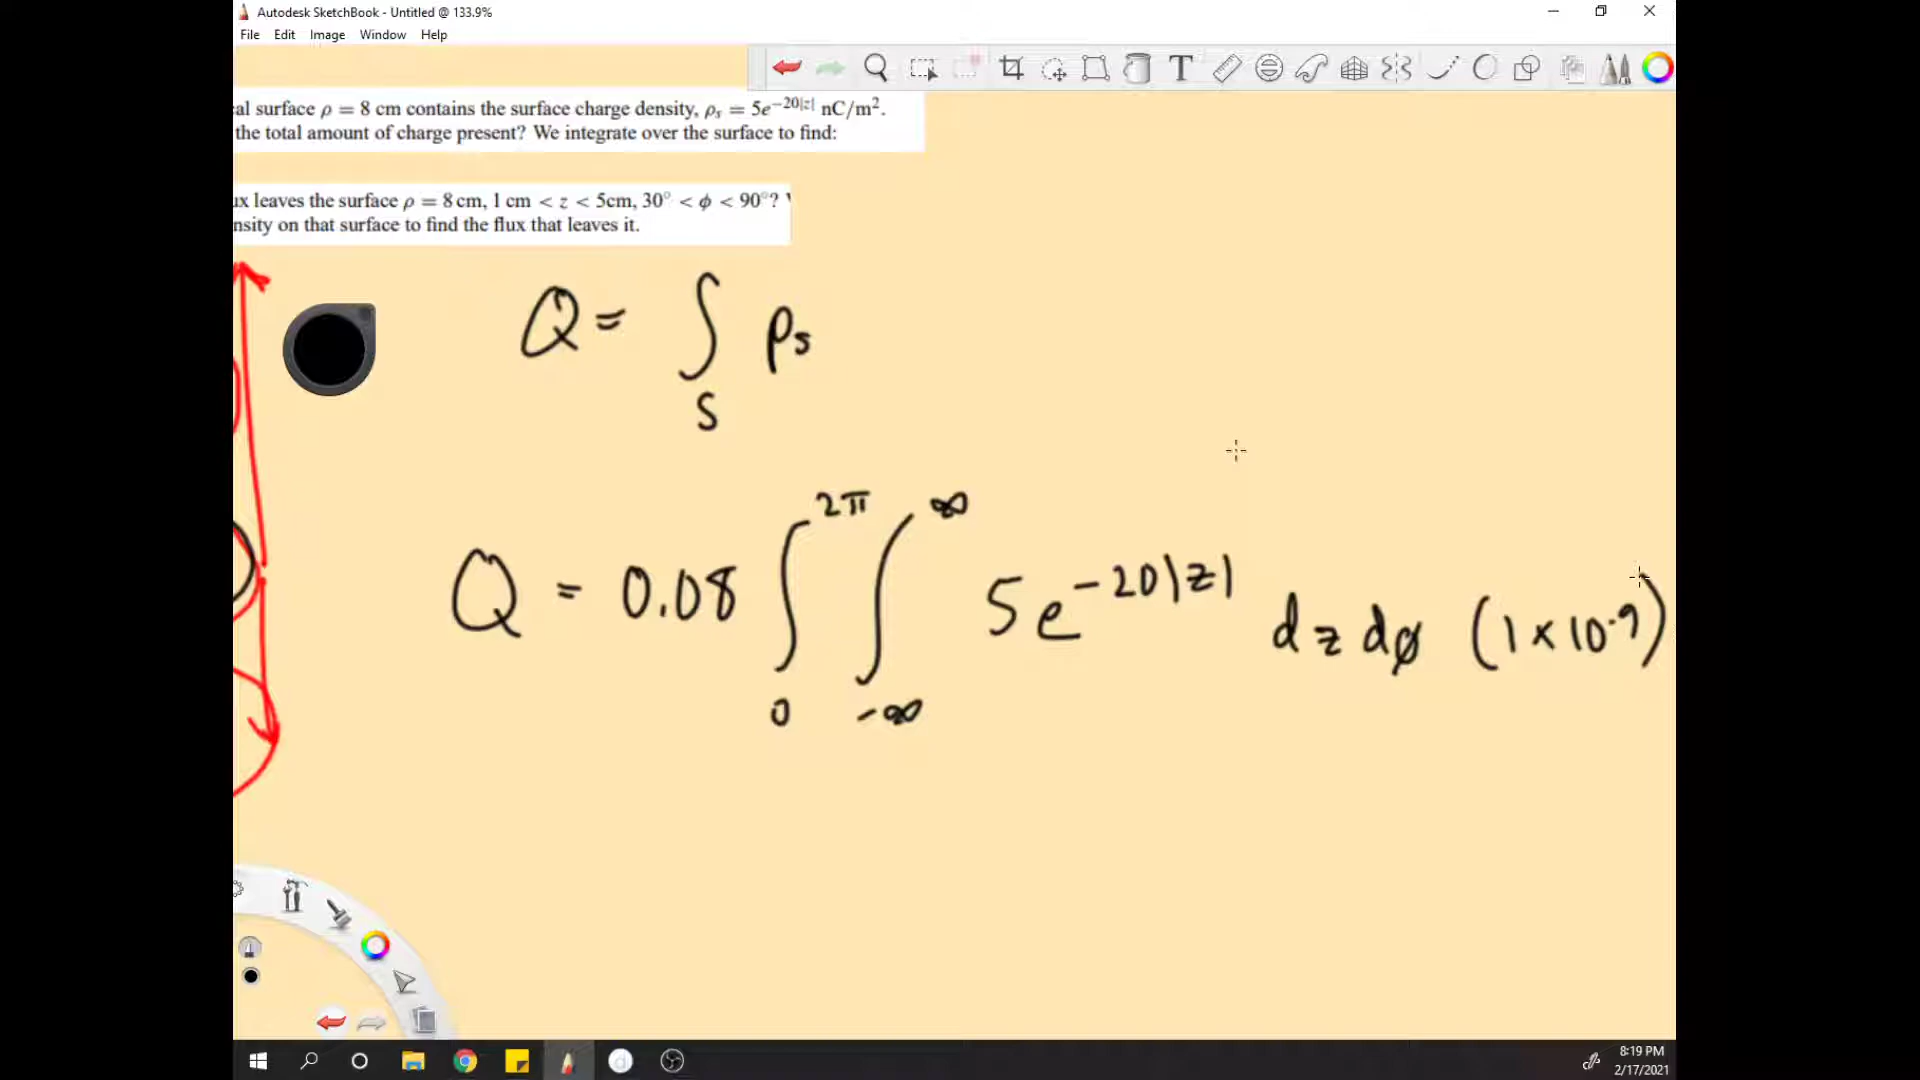 Autodesk SketchBook - Untitled @ 133.9%
File Edit Image Window Help
T
al surface ρ = 8 cm contains the surface charge density, ρₛ = 5e^{-20|z|} nC/m².
the total amount of charge present? We integrate over the surface to find:
ux leaves the surface ρ = 8 cm, 1 cm < z < 5cm, 30° < ϕ < 90°?
nsity on that surface to find the flux that leaves it.
Q = ∫_S ρₛ
Q = 0.08 ∫_0^{2π} ∫_{-∞}^{∞} 5e^{-20|z|} dz dϕ (1 × 10^{-9})
8:19 PM
2/17/2021